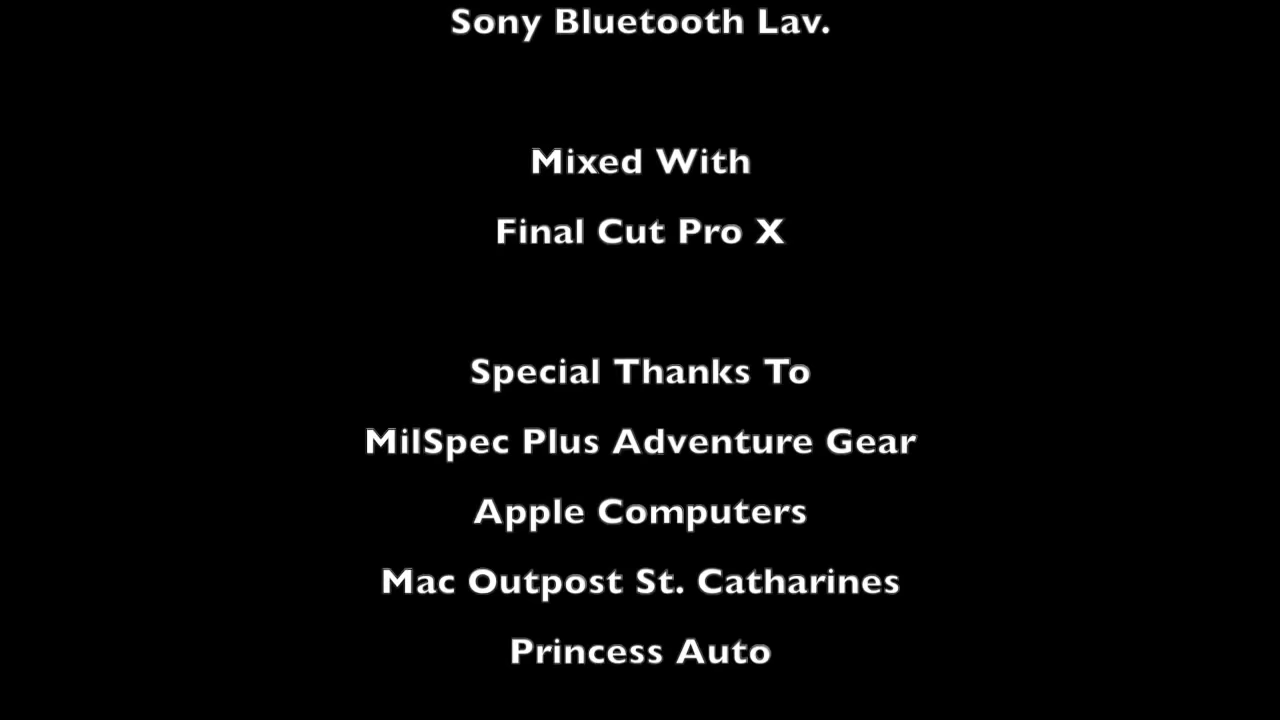 Sony Bluetooth Lav.
Mixed With
Final Cut Pro X
Special Thanks To
MilSpec Plus Adventure Gear
Apple Computers
Mac Outpost St. Catharines
Princess Auto